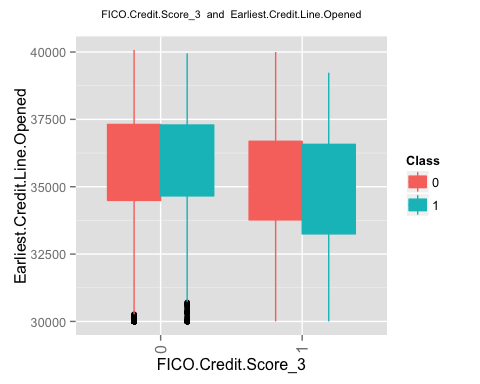 FICO.Credit.Score_3 and Earliest.Credit.Line.Opened
Earliest.Credit.Line.Opened
40000
37500
35000
32500
30000
0
1
FICO.Credit.Score_3
Class
0
1